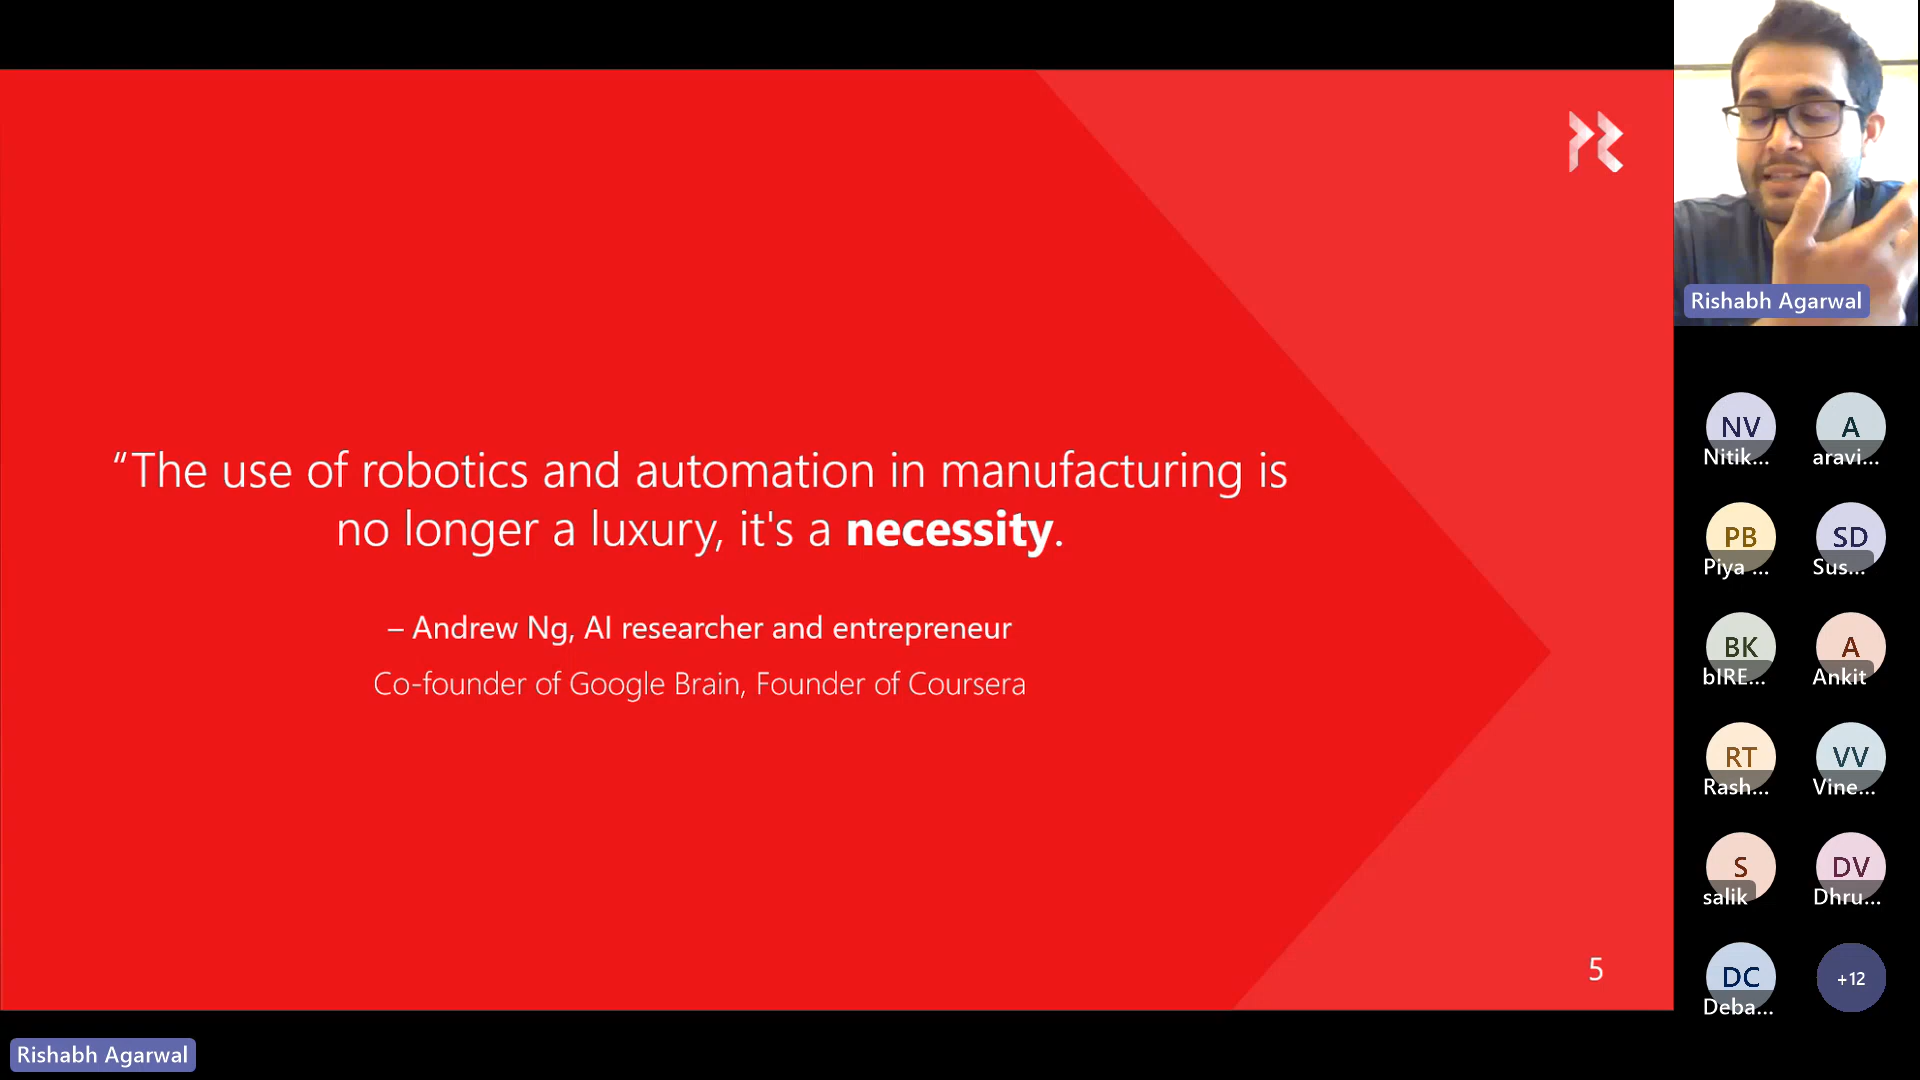 “The use of robotics and automation in manufacturing is
no longer a luxury, it's a necessity.
– Andrew Ng, AI researcher and entrepreneur
Co-founder of Google Brain, Founder of Coursera
5
Rishabh Agarwal
Rishabh Agarwal
NV A
Nitik... aravi...
PB SD
Piya ... Sus...
BK A
bIRE... Ankit
RT VV
Rash... Vine...
S DV
salik Dhru...
DC +12
Deba...